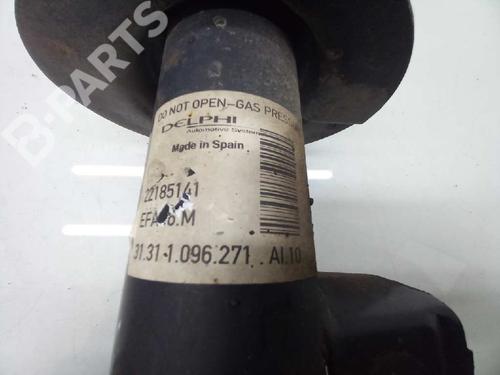 B-PARTS
DO NOT OPEN-GAS
DELPHI
Automotive Systems
Made in Spain
22185141
31.31-1.096.271 AI.10